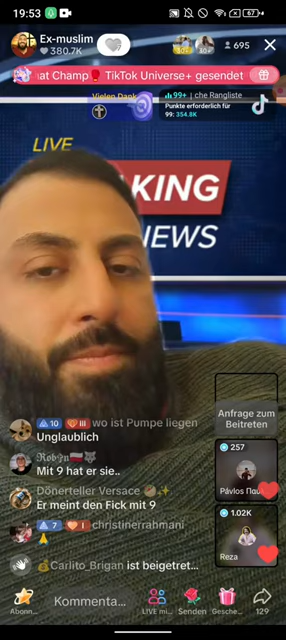 19:53
67
Ex-muslim
380.7K
695
at Champ TikTok Universe+ gesendet
Vielen Dank
99+ | che Rangliste
Punkte erforderlich für
99: 354.8K
LIVE
KING
NEWS
10 III wo ist Pumpe liegen
Unglaublich
Mit 9 hat er sie..
Dönerteller Versace
Er meint den Fick mit 9
7 I christinerrahmani
Carlito_Brigan ist beigetret...
Anfrage zum
Beitreten
257
Pávlos
1.02K
Reza
Abonn...
Kommenta...
LIVE mi...
Senden
Gesche...
129